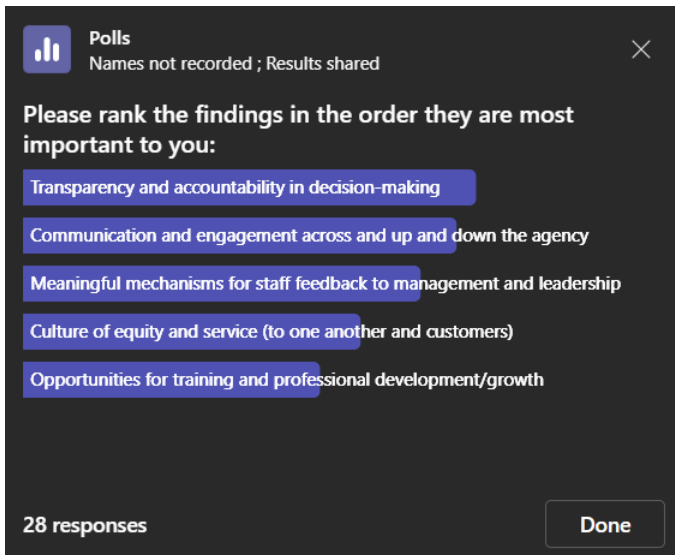 Polls
Names not recorded ; Results shared
Please rank the findings in the order they are most
important to you:
Transparency and accountability in decision-making
Communication and engagement across and up and down the agency
Meaningful mechanisms for staff feedback to management and leadership
Culture of equity and service (to one another and customers)
Opportunities for training and professional development/growth
28 responses
Done